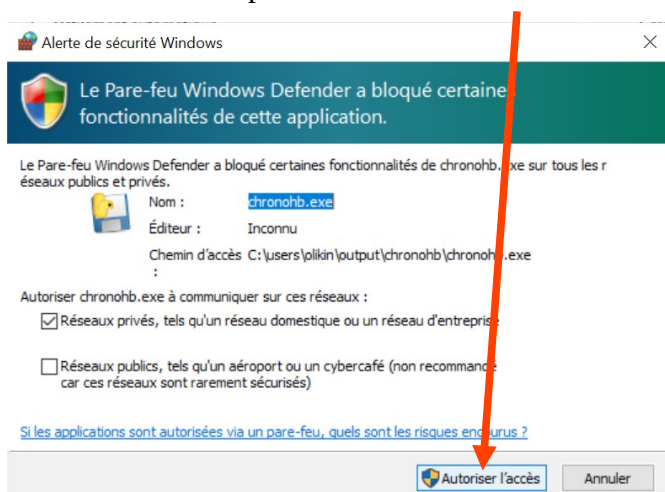 Alerte de sécurité Windows
Le Pare-feu Windows Defender a bloqué certaines
fonctionnalités de cette application.
Le Pare-feu Windows Defender a bloqué certaines fonctionnalités de chronohb.exe sur tous les r
éseaux publics et privés.
Nom : chronohb.exe
Éditeur : Inconnu
Chemin d'accès C:\users\olikin\output\chronohb\chronohb.exe
:
Autoriser chronohb.exe à communiquer sur ces réseaux :
Réseaux privés, tels qu'un réseau domestique ou un réseau d'entreprise
Réseaux publics, tels qu'un aéroport ou un cybercafé (non recommandé
car ces réseaux sont rarement sécurisés)
Si les applications sont autorisées via un pare-feu, quels sont les risques encourus ?
Autoriser l'accès Annuler